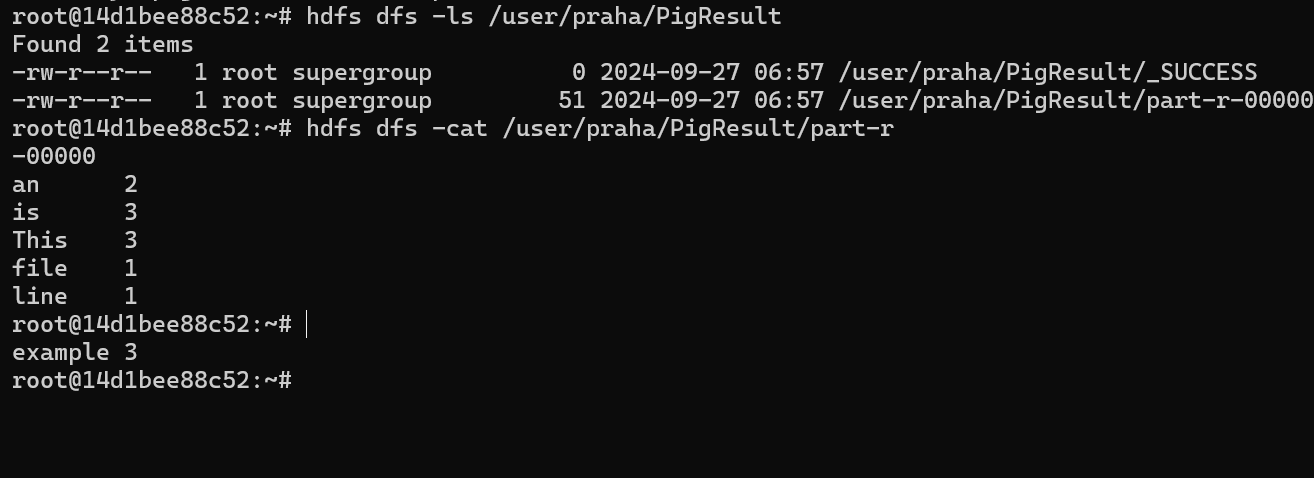 root@14d1bee88c52:~# hdfs dfs -ls /user/praha/PigResult
Found 2 items
-rw-r--r--   1 root supergroup          0 2024-09-27 06:57 /user/praha/PigResult/_SUCCESS
-rw-r--r--   1 root supergroup         51 2024-09-27 06:57 /user/praha/PigResult/part-r-00000
root@14d1bee88c52:~# hdfs dfs -cat /user/praha/PigResult/part-r
-00000
an      2
is      3
This    3
file    1
line    1
root@14d1bee88c52:~#
example 3
root@14d1bee88c52:~#